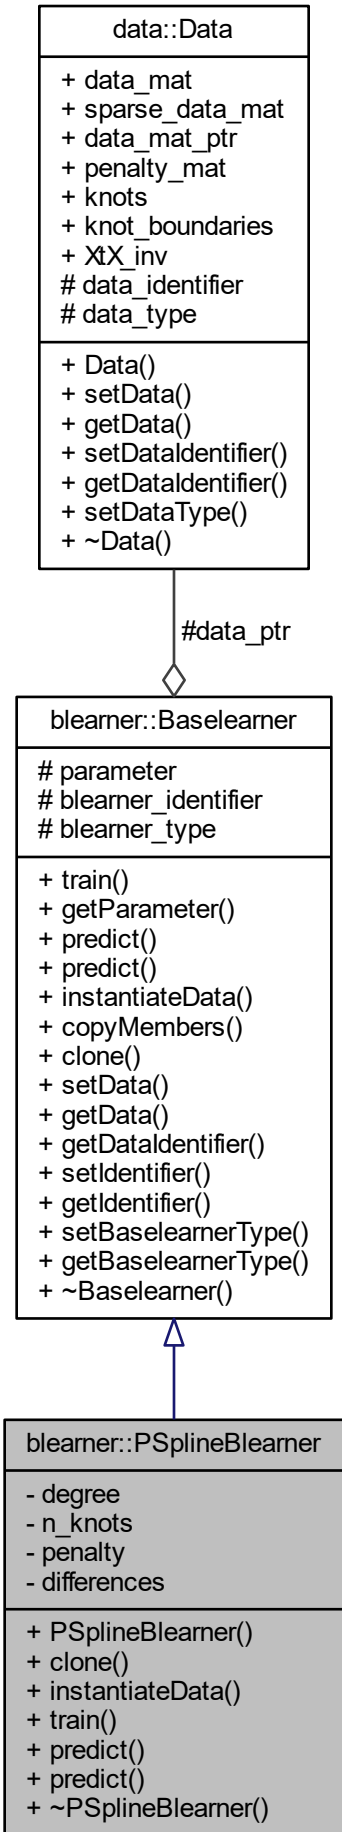 data::Data
+ data_mat
+ sparse_data_mat
+ data_mat_ptr
+ penalty_mat
+ knots
+ knot_boundaries
+ XtX_inv
# data_identifier
# data_type
+ Data()
+ setData()
+ getData()
+ setDataIdentifier()
+ getDataIdentifier()
+ setDataType()
+ ~Data()
#data_ptr
blearner::Baselearner
# parameter
# blearner_identifier
# blearner_type
+ train()
+ getParameter()
+ predict()
+ predict()
+ instantiateData()
+ copyMembers()
+ clone()
+ setData()
+ getData()
+ getDataIdentifier()
+ setIdentifier()
+ getIdentifier()
+ setBaselearnerType()
+ getBaselearnerType()
+ ~Baselearner()
blearner::PSplineBlearner
- degree
- n_knots
- penalty
- differences
+ PSplineBlearner()
+ clone()
+ instantiateData()
+ train()
+ predict()
+ predict()
+ ~PSplineBlearner()